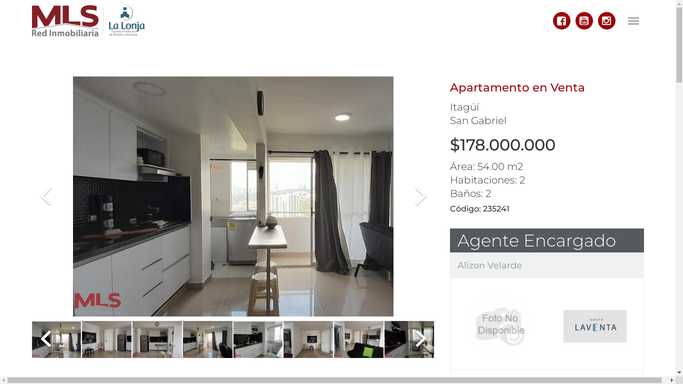 MLS
Red Inmobiliaria
La Lonja
Apartamento en Venta
Itagüí
San Gabriel
$178.000.000
Área: 54.00 m2
Habitaciones: 2
Baños: 2
Código: 235241
Agente Encargado
Alizon Velarde
Foto No
Disponible
LAVENTA
MLS